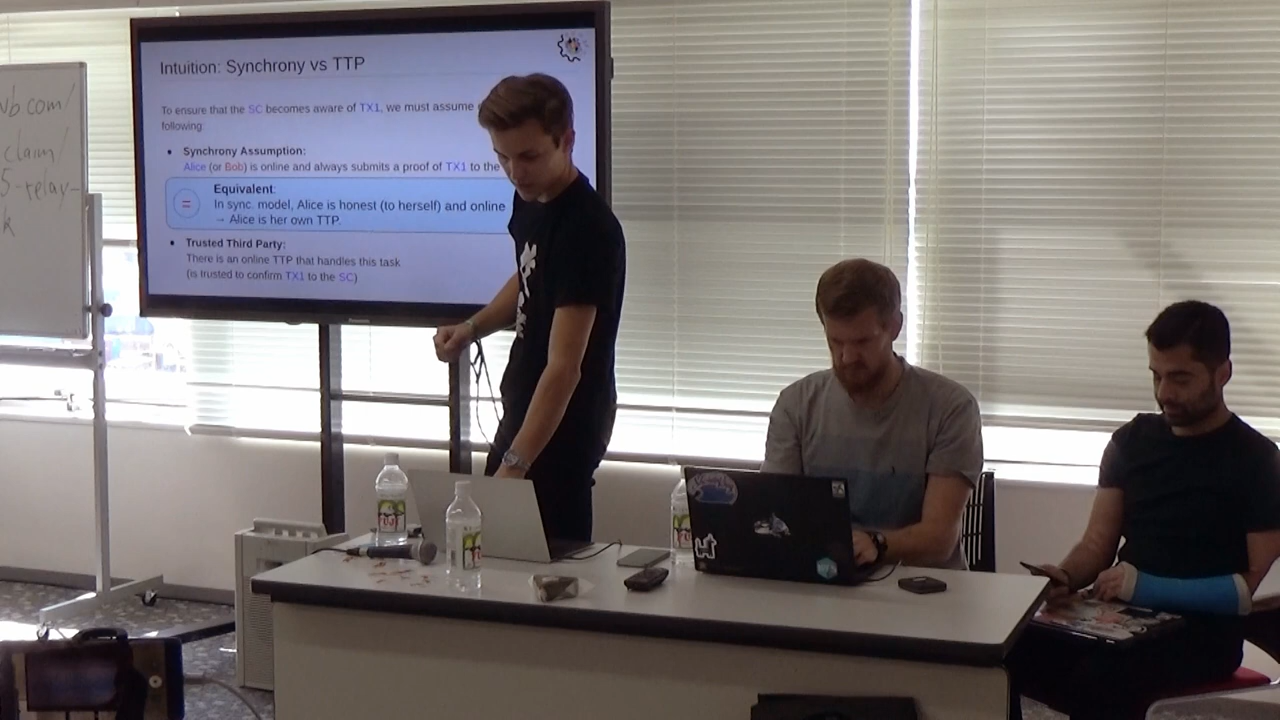 vb com/
claim/
5-relay-
k
Intuition: Synchrony vs TTP
To ensure that the SC becomes aware of TX1, we must assume
following:
• Synchrony Assumption:
Alice (or Bob) is online and always submits a proof of TX1 to the
=
Equivalent:
In sync. model, Alice is honest (to herself) and online
→ Alice is her own TTP.
• Trusted Third Party:
There is an online TTP that handles this task
(is trusted to confirm TX1 to the SC)